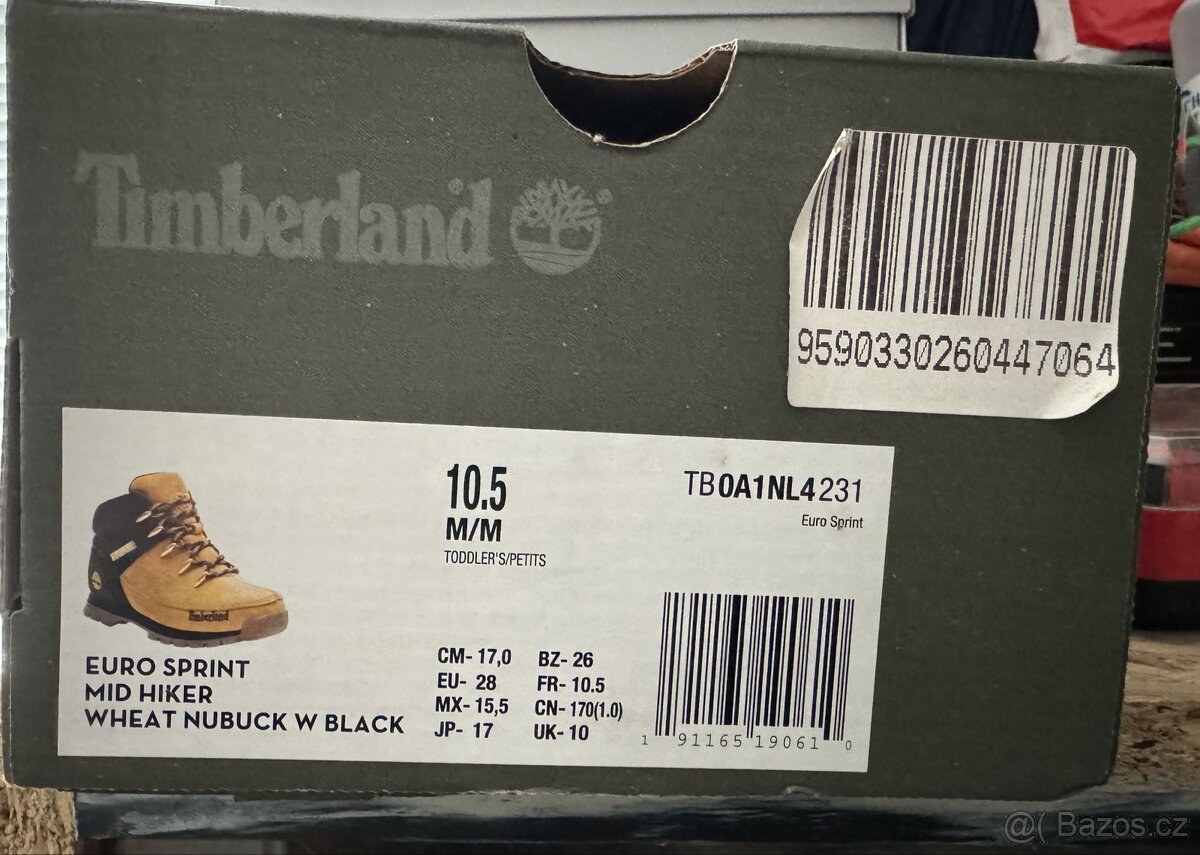 Timberland®
9590330260447064
10.5
M/M
TODDLER'S/PETITS
TB0A1NL4231
Euro Sprint
Timberland
EURO SPRINT
MID HIKER
WHEAT NUBUCK W BLACK
CM- 17,0 BZ- 26
EU- 28 FR- 10.5
MX- 15,5 CN- 170(1.0)
JP- 17 UK- 10
1 91165 19061 0
@( Bazos.cz